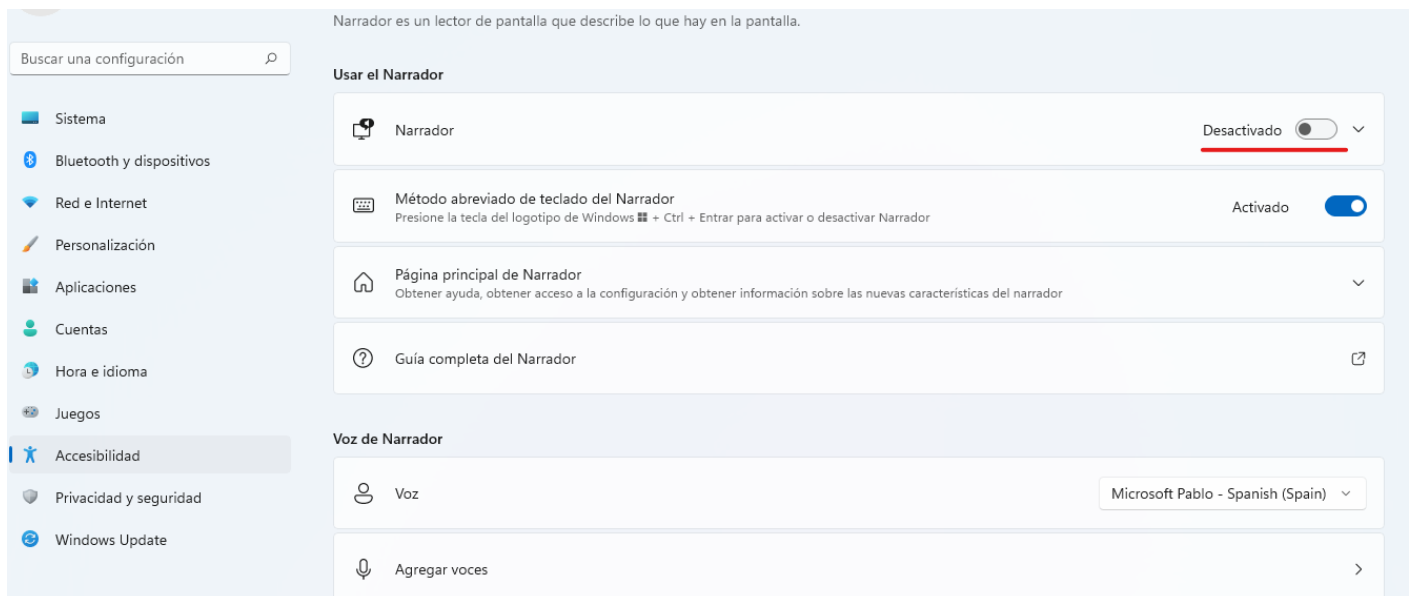 Narrador es un lector de pantalla que describe lo que hay en la pantalla.
Buscar una configuración
Sistema
Bluetooth y dispositivos
Red e Internet
Personalización
Aplicaciones
Cuentas
Hora e idioma
Juegos
Accesibilidad
Privacidad y seguridad
Windows Update
Usar el Narrador
Narrador
Desactivado
Método abreviado de teclado del Narrador
Presione la tecla del logotipo de Windows + Ctrl + Entrar para activar o desactivar Narrador
Activado
Página principal de Narrador
Obtener ayuda, obtener acceso a la configuración y obtener información sobre las nuevas características del narrador
Guía completa del Narrador
Voz de Narrador
Voz
Microsoft Pablo - Spanish (Spain)
Agregar voces